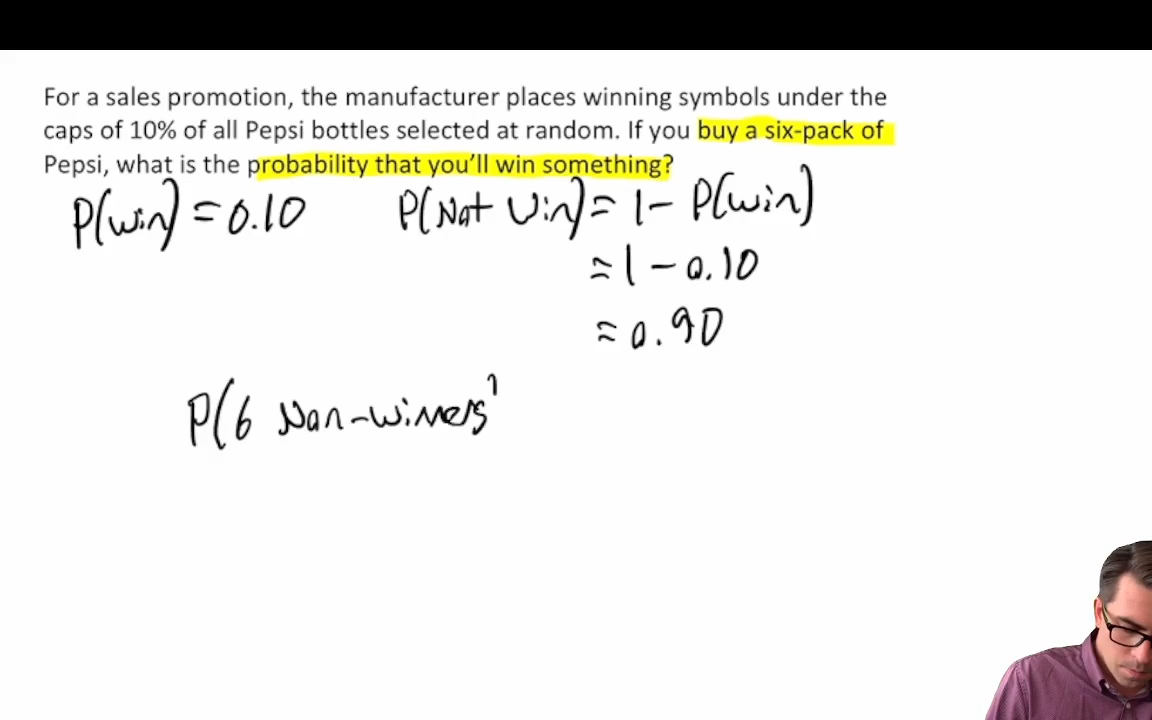 For a sales promotion, the manufacturer places winning symbols under the
caps of 10% of all Pepsi bottles selected at random. If you buy a six-pack of
Pepsi, what is the probability that you'll win something?
P(win) = 0.10 P(Not Win) = 1 - P(win)
= 1 - 0.10
= 0.90
P(6 Non-winners